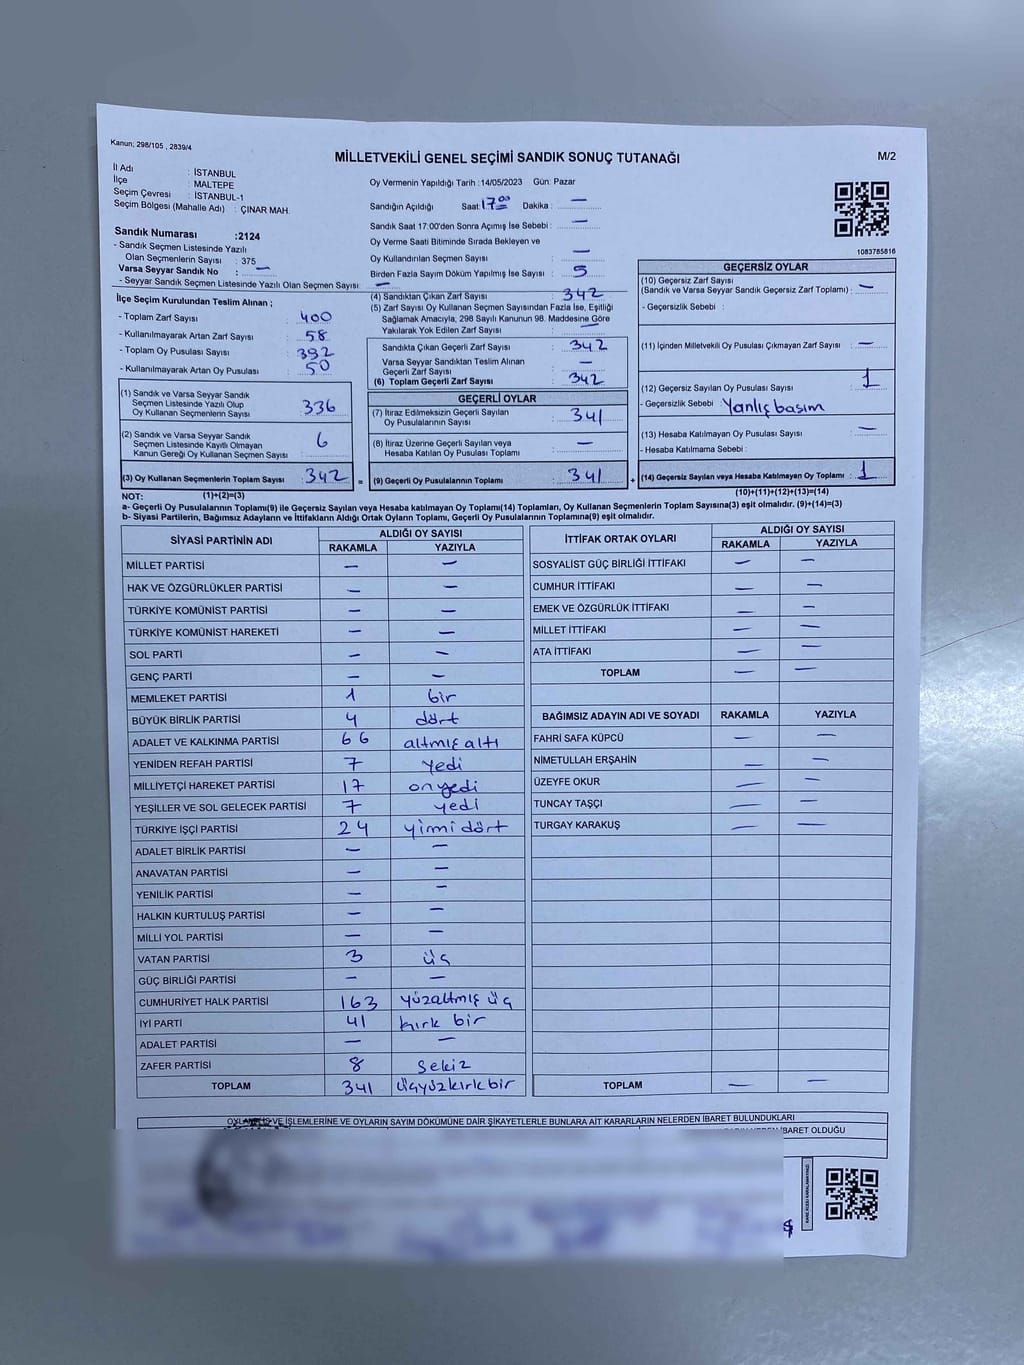 Kanun; 298/105 , 2839/4
MİLLETVEKİLİ GENEL SEÇİMİ SANDIK SONUÇ TUTANAĞI
M/2
İl Adı : İSTANBUL
İlçe : MALTEPE
Seçim Çevresi : İSTANBUL-1
Seçim Bölgesi (Mahalle Adı) : ÇINAR MAH.
Sandık Numarası :2124
- Sandık Seçmen Listesinde Yazılı
Olan Seçmenlerin Sayısı : 375
Varsa Seyyar Sandık No : —
- Seyyar Sandık Seçmen Listesinde Yazılı Olan Seçmen Sayısı: —
İlçe Seçim Kurulundan Teslim Alınan ;
- Toplam Zarf Sayısı : 400
- Kullanılmayarak Artan Zarf Sayısı : 58
- Toplam Oy Pusulası Sayısı : 392
- Kullanılmayarak Artan Oy Pusulası : 50
(1) Sandık ve Varsa Seyyar Sandık
Seçmen Listesinde Yazılı Olup
Oy Kullanan Seçmenlerin Sayısı : 336
(2) Sandık ve Varsa Seyyar Sandık
Seçmen Listesinde Kayıtlı Olmayan
Kanun Gereği Oy Kullanan Seçmen Sayısı : 6
(3) Oy Kullanan Seçmenlerin Toplam Sayısı : 342
Oy Vermenin Yapıldığı Tarih :14/05/2023 Gün: Pazar
Sandığın Açıldığı Saat: 17 00 Dakika : —
Sandık Saat 17:00'den Sonra Açımış İse Sebebi : —
Oy Verme Saati Bitiminde Sırada Bekleyen ve
Oy Kullandırılan Seçmen Sayısı : —
Birden Fazla Sayım Döküm Yapılmış İse Sayısı : 5
(4) Sandıktan Çıkan Zarf Sayısı : 342
(5) Zarf Sayısı Oy Kullanan Seçmen Sayısından Fazla İse, Eşitliği
Sağlamak Amacıyla, 298 Sayılı Kanunun 98. Maddesine Göre
Yakılarak Yok Edilen Zarf Sayısı : —
Sandıkta Çıkan Geçerli Zarf Sayısı : 342
Varsa Seyyar Sandıktan Teslim Alınan
Geçerli Zarf Sayısı : —
(6) Toplam Geçerli Zarf Sayısı : 342
GEÇERLİ OYLAR
(7) İtiraz Edilmeksizin Geçerli Sayılan
Oy Pusulalarının Sayısı : 341
(8) İtiraz Üzerine Geçerli Sayılan veya
Hesaba Katılan Oy Pusulası Toplamı : —
= (9) Geçerli Oy Pusulalarının Toplamı : 341 +
1083785816
GEÇERSİZ OYLAR
(10) Geçersiz Zarf Sayısı
(Sandık ve Varsa Seyyar Sandık Geçersiz Zarf Toplamı) : —
- Geçersizlik Sebebi :
(11) İçinden Milletvekili Oy Pusulası Çıkmayan Zarf Sayısı : —
(12) Geçersiz Sayılan Oy Pusulası Sayısı : 1
- Geçersizlik Sebebi : Yanlış basım
(13) Hesaba Katılmayan Oy Pusulası Sayısı : —
- Hesaba Katılmama Sebebi :
(14) Geçersiz Sayılan veya Hesaba Katılmayan Oy Toplamı : 1
NOT: (1)+(2)=(3)
(10)+(11)+(12)+(13)=(14)
a- Geçerli Oy Pusulalarının Toplamı(9) ile Geçersiz Sayılan veya Hesaba Katılmayan Oy Toplamı(14) Toplamları, Oy Kullanan Seçmenlerin Toplam Sayısına(3) eşit olmalıdır. (9)+(14)=(3)
b- Siyasi Partilerin, Bağımsız Adayların ve İttifakların Aldığı Ortak Oyların Toplamı, Geçerli Oy Pusulalarının Toplamına(9) eşit olmalıdır.
SİYASİ PARTİNİN ADI ALDIĞI OY SAYISI
RAKAMLA YAZIYLA
MİLLET PARTİSİ — —
HAK VE ÖZGÜRLÜKLER PARTİSİ — —
TÜRKİYE KOMÜNİST PARTİSİ — —
TÜRKİYE KOMÜNİST HAREKETİ — —
SOL PARTİ — —
GENÇ PARTİ — —
MEMLEKET PARTİSİ 1 bir
BÜYÜK BİRLİK PARTİSİ 4 dört
ADALET VE KALKINMA PARTİSİ 66 altmış altı
YENİDEN REFAH PARTİSİ 7 yedi
MİLLİYETÇİ HAREKET PARTİSİ 17 onyedi
YEŞİLLER VE SOL GELECEK PARTİSİ 7 yedi
TÜRKİYE İŞÇİ PARTİSİ 24 yirmi dört
ADALET BİRLİK PARTİSİ — —
ANAVATAN PARTİSİ — —
YENİLİK PARTİSİ — —
HALKIN KURTULUŞ PARTİSİ — —
MİLLİ YOL PARTİSİ — —
VATAN PARTİSİ 3 üç
GÜÇ BİRLİĞİ PARTİSİ — —
CUMHURİYET HALK PARTİSİ 163 yüzaltmış üç
İYİ PARTİ 41 kırk bir
ADALET PARTİSİ — —
ZAFER PARTİSİ 8 Sekiz
TOPLAM 341 üçyüzkırkbir
İTTİFAK ORTAK OYLARI ALDIĞI OY SAYISI
RAKAMLA YAZIYLA
SOSYALİST GÜÇ BİRLİĞİ İTTİFAKI — —
CUMHUR İTTİFAKI — —
EMEK VE ÖZGÜRLÜK İTTİFAKI — —
MİLLET İTTİFAKI — —
ATA İTTİFAKI — —
TOPLAM — —
BAĞIMSIZ ADAYIN ADI VE SOYADI RAKAMLA YAZIYLA
FAHRİ SAFA KÜPCÜ — —
NİMETULLAH ERŞAHİN — —
ÜZEYFE OKUR — —
TUNCAY TAŞÇI — —
TURGAY KARAKUŞ — —
TOPLAM — —
VE İŞLEMLERİNE VE OYLARIN SAYIM DÖKÜMÜNE DAİR ŞİKAYETLERLE BUNLARA AİT KARARLARIN NELERDEN İBARET BULUNDUKLARI
İBARET OLDUĞU